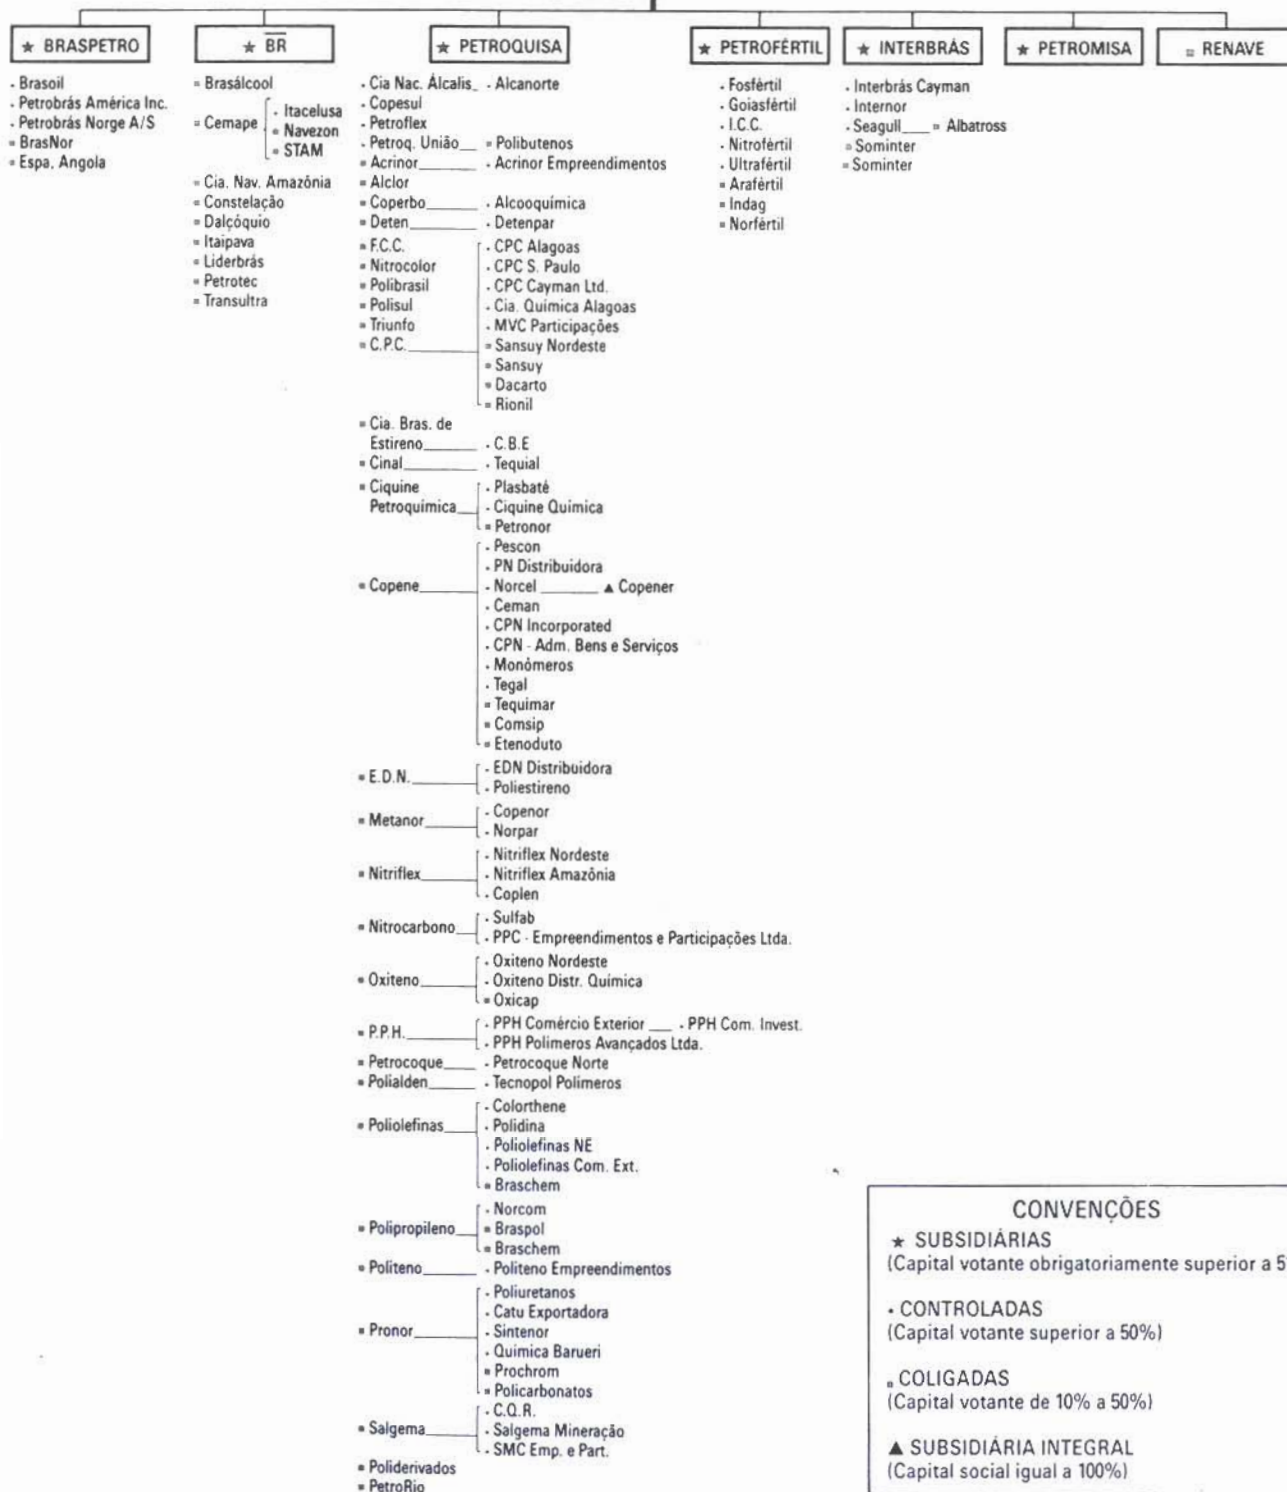 ★ BRASPETRO
- Brasoil
- Petrobrás América Inc.
- Petrobrás Norge A/S
▫ BrasNor
▫ Espa, Angola
★ BR
▫ Brasálcool
▫ Cemape
- Itacelusa
▫ Navezon
▫ STAM
▫ Cia. Nav. Amazônia
▫ Constelação
▫ Dalçóquio
▫ Itaipava
▫ Liderbrás
▫ Petrotec
▫ Transultra
★ PETROQUISA
- Cia Nac. Álcalis - Alcanorte
- Copesul
- Petroflex
- Petroq. União ▫ Polibutenos
▫ Acrinor - Acrinor Empreendimentos
▫ Alclor
▫ Coperbo - Alcooquímica
▫ Deten - Detenpar
▫ F.C.C.
▫ Nitrocolor
▫ Polibrasil
▫ Polisul
▫ Triunfo
▫ C.P.C.
- CPC Alagoas
- CPC S. Paulo
- CPC Cayman Ltd.
- Cia. Química Alagoas
- MVC Participações
▫ Sansuy Nordeste
▫ Sansuy
▫ Dacarto
▫ Rionil
▫ Cia. Bras. de
Estireno - C.B.E
▫ Cinal - Tequial
▫ Ciquine
Petroquímica
- Plasbaté
- Ciquine Química
▫ Petronor
▫ Copene
- Pescon
- PN Distribuidora
- Norcel ▲ Copener
- Ceman
- CPN Incorporated
- CPN - Adm. Bens e Serviços
- Monômeros
- Tegal
▫ Tequimar
▫ Comsip
▫ Etenoduto
▫ E.D.N.
- EDN Distribuidora
- Poliestireno
▫ Metanor
- Copenor
- Norpar
▫ Nitriflex
- Nitriflex Nordeste
- Nitriflex Amazônia
- Coplen
▫ Nitrocarbono
- Sulfab
- PPC - Empreendimentos e Participações Ltda.
▫ Oxiteno
- Oxiteno Nordeste
- Oxiteno Distr. Química
▫ Oxicap
▫ P.P.H.
- PPH Comércio Exterior - PPH Com. Invest.
- PPH Polímeros Avançados Ltda.
▫ Petrocoque - Petrocoque Norte
▫ Polialden - Tecnopol Polímeros
▫ Poliolefinas
- Colorthene
- Polidina
- Poliolefinas NE
- Poliolefinas Com. Ext.
▫ Braschem
▫ Polipropileno
- Norcom
▫ Braspol
▫ Braschem
▫ Politeno - Politeno Empreendimentos
▫ Pronor
- Poliuretanos
- Catu Exportadora
- Sintenor
- Química Barueri
▫ Prochrom
▫ Policarbonatos
▫ Salgema
- C.Q.R.
- Salgema Mineração
- SMC Emp. e Part.
▫ Poliderivados
▫ PetroRio
★ PETROFÉRTIL
- Fosfértil
- Goiasfértil
- I.C.C.
- Nitrofértil
- Ultrafértil
▫ Arafértil
▫ Indag
▫ Norfértil
★ INTERBRÁS
- Interbrás Cayman
- Internor
- Seagull ▫ Albatross
▫ Sominter
▫ Sominter
★ PETROMISA
▫ RENAVE
CONVENÇÕES
★ SUBSIDIÁRIAS
(Capital votante obrigatoriamente superior a 5
- CONTROLADAS
(Capital votante superior a 50%)
▫ COLIGADAS
(Capital votante de 10% a 50%)
▲ SUBSIDIÁRIA INTEGRAL
(Capital social igual a 100%)